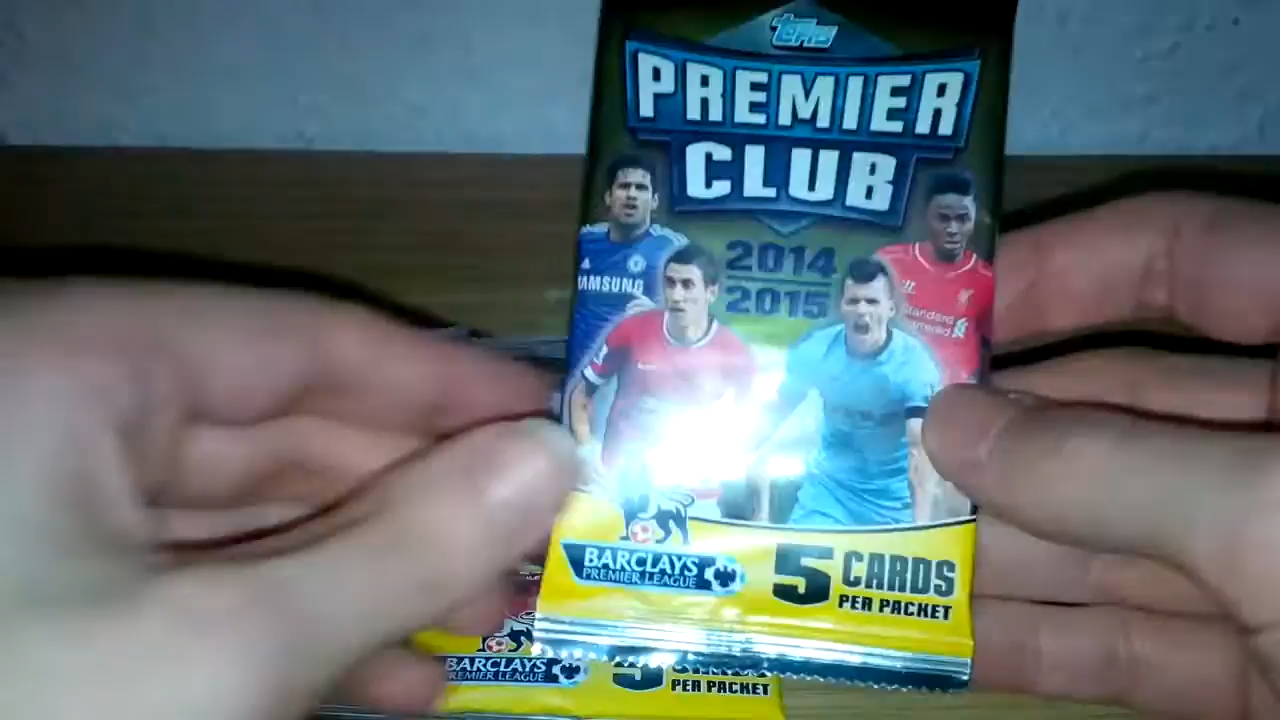 Topps
PREMIER
CLUB
2014
2015
SAMSUNG
Standard
BARCLAYS
PREMIER LEAGUE
5 CARDS
PER PACKET
BARCLAYS
PREMIER LEAGUE
5
PER PACKET